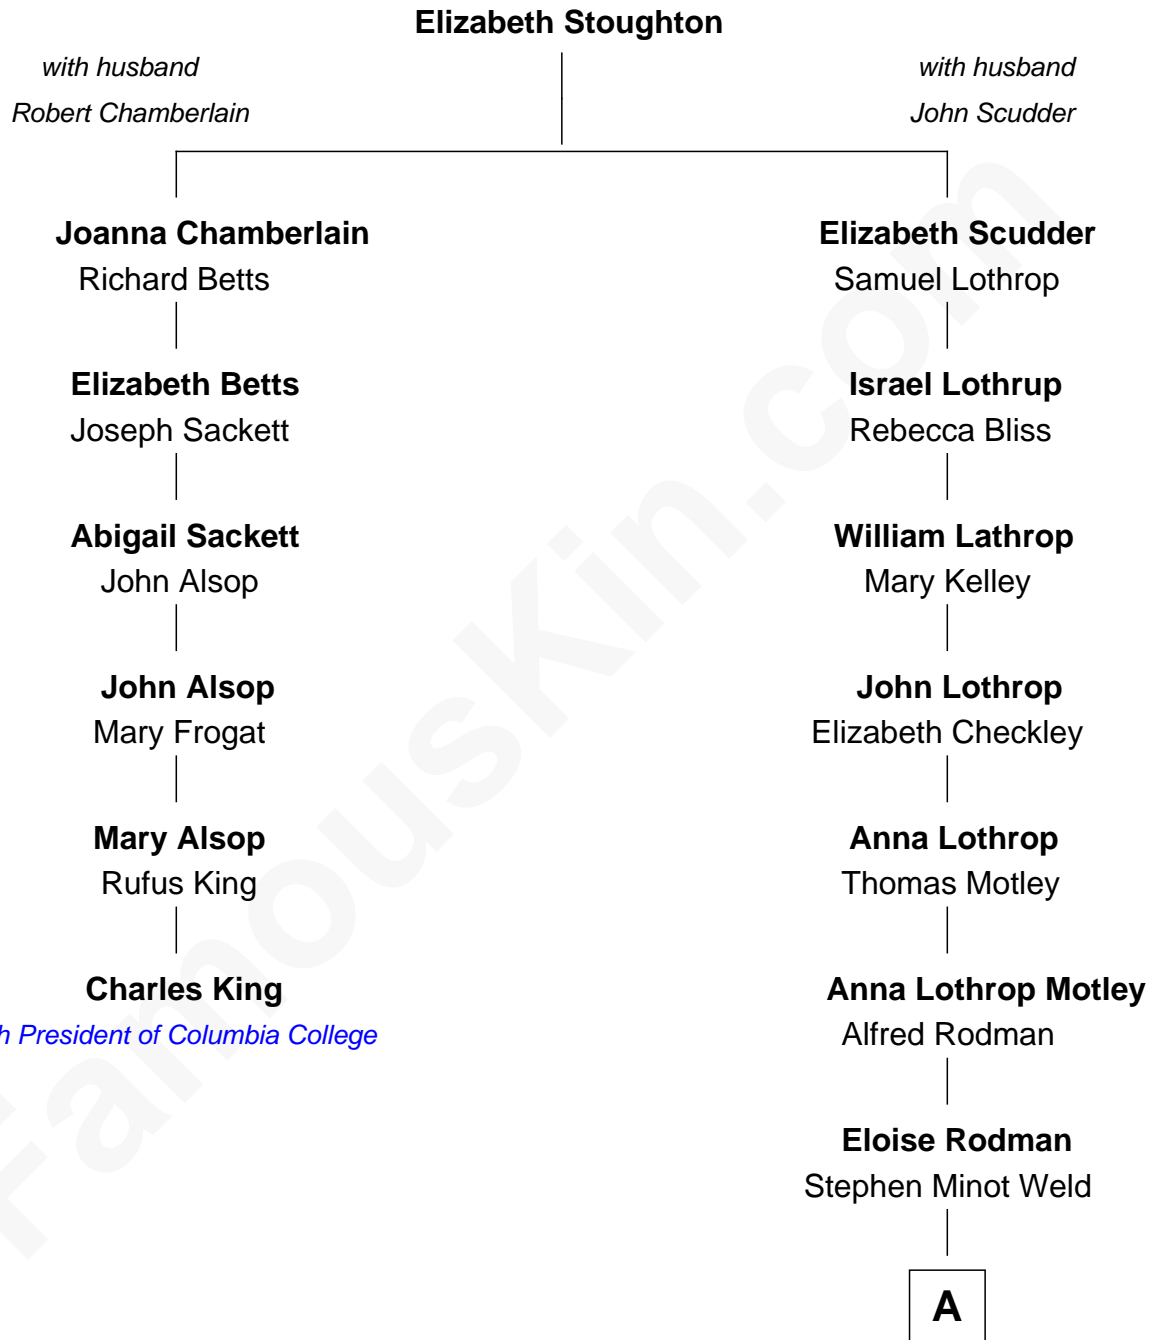 Elizabeth Stoughton
with husband
Robert Chamberlain
with husband
John Scudder
Joanna Chamberlain
Richard Betts
Elizabeth Scudder
Samuel Lothrop
Elizabeth Betts
Joseph Sackett
Israel Lothrup
Rebecca Bliss
Abigail Sackett
John Alsop
William Lathrop
Mary Kelley
John Alsop
Mary Frogat
John Lothrop
Elizabeth Checkley
Mary Alsop
Rufus King
Anna Lothrop
Thomas Motley
Charles King
h President of Columbia College
Anna Lothrop Motley
Alfred Rodman
Eloise Rodman
Stephen Minot Weld
A
FamousKin.com